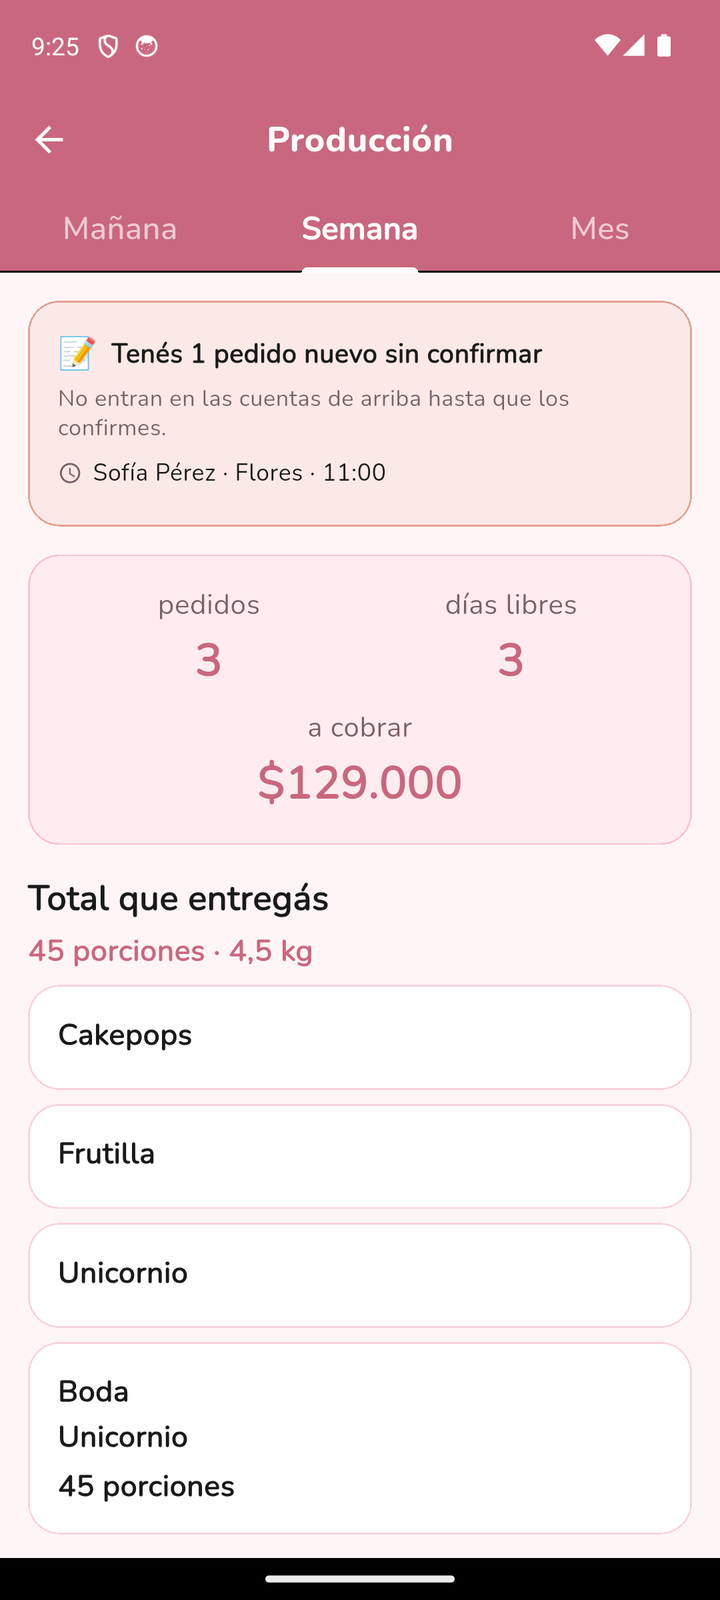 9:25
Producción
Mañana
Semana
Mes
📝 Tenés 1 pedido nuevo sin confirmar
No entran en las cuentas de arriba hasta que los
confirmes.
Sofía Pérez · Flores · 11:00
pedidos
3
días libres
3
a cobrar
$129.000
Total que entregás
45 porciones · 4,5 kg
Cakepops
Frutilla
Unicornio
Boda
Unicornio
45 porciones